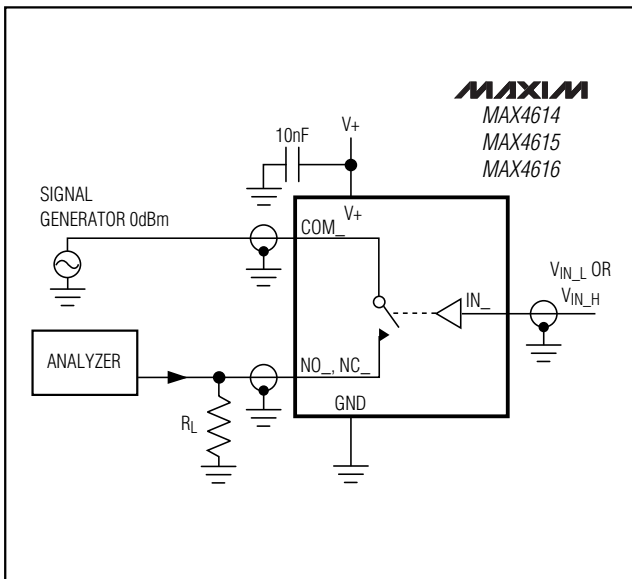 MAXIM
MAX4614
MAX4615
MAX4616
10nF
V+
SIGNAL
GENERATOR 0dBm
V+
COM_
VIN_L OR
VIN_H
IN_
ANALYZER
NO_, NC_
GND
RL